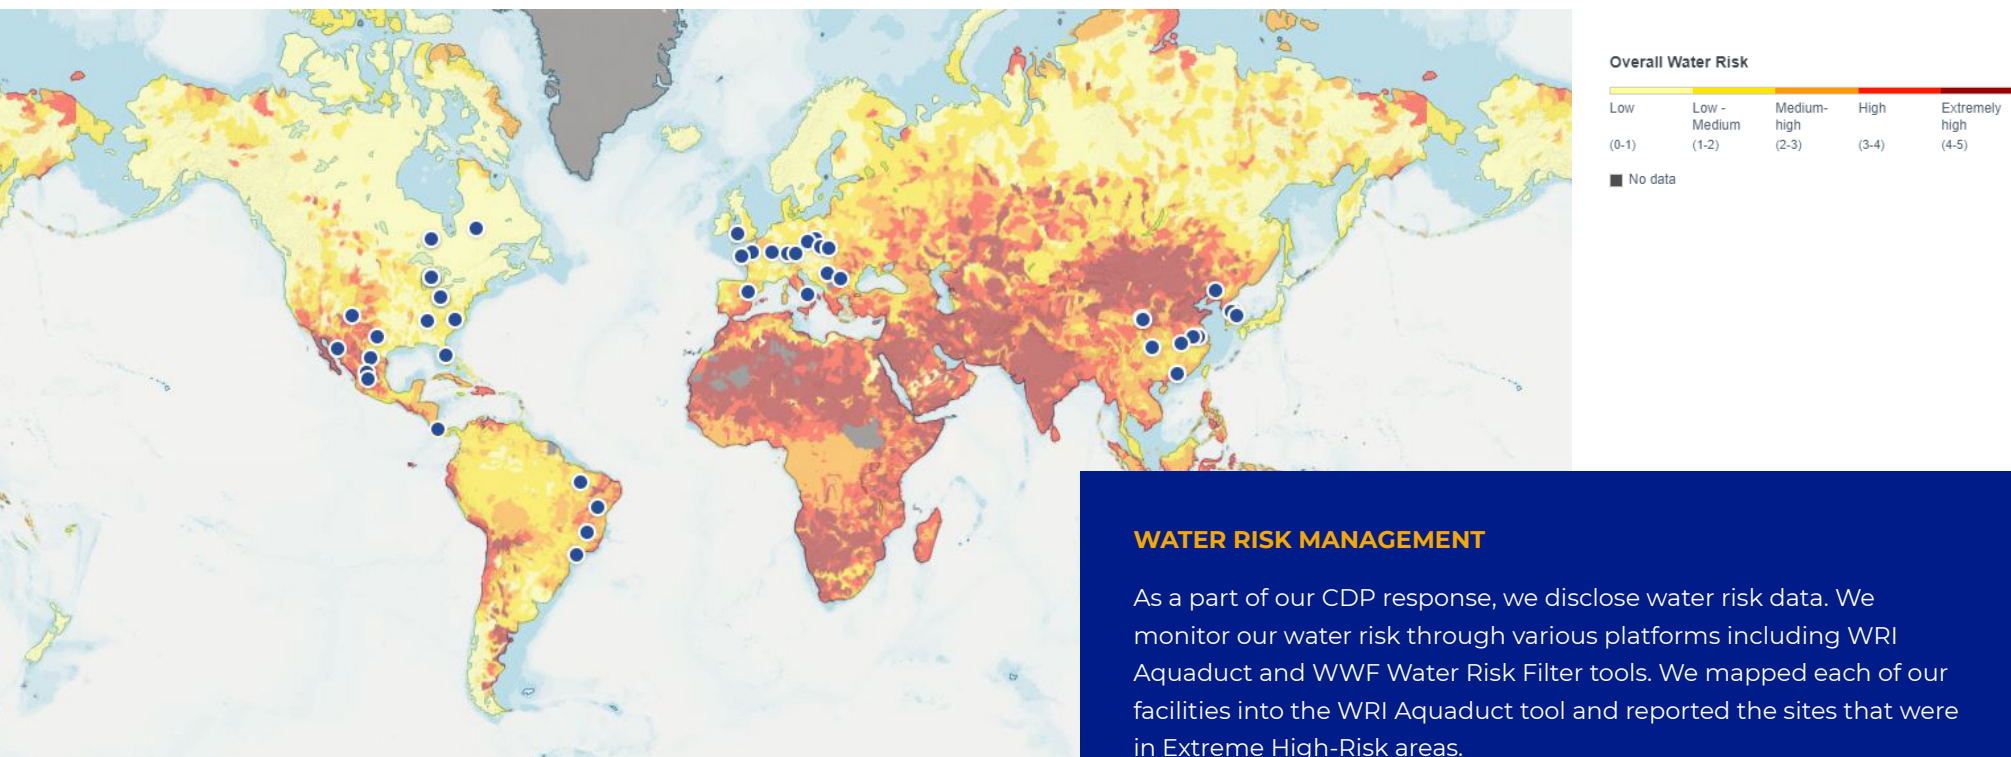 Overall Water Risk
Low Low - Medium- High Extremely
Medium high high
(0-1) (1-2) (2-3) (3-4) (4-5)
No data
WATER RISK MANAGEMENT
As a part of our CDP response, we disclose water risk data. We
monitor our water risk through various platforms including WRI
Aquaduct and WWF Water Risk Filter tools. We mapped each of our
facilities into the WRI Aquaduct tool and reported the sites that were
in Extreme High-Risk areas.